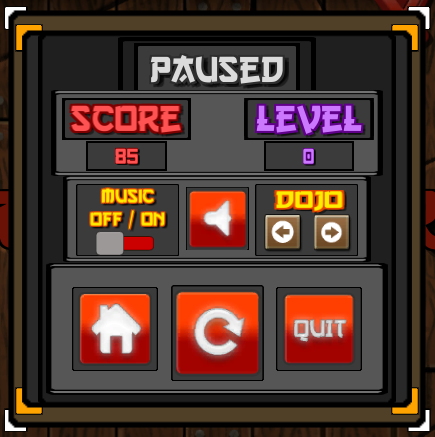 PAUSED
SCORE
LEVEL
85
0
MUSIC
OFF / ON
DOJO
QUIT